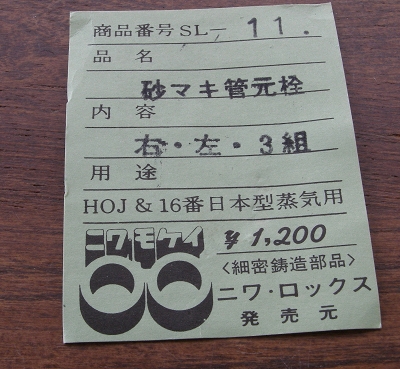 商品番号 SL— 11.
品名
砂マキ管元栓
内容
右・左・3組
用途
HOJ & 16番日本型蒸気用
ニワモケイ
¥1,200
〈細密鋳造部品〉
ニワ・ロックス
発売元